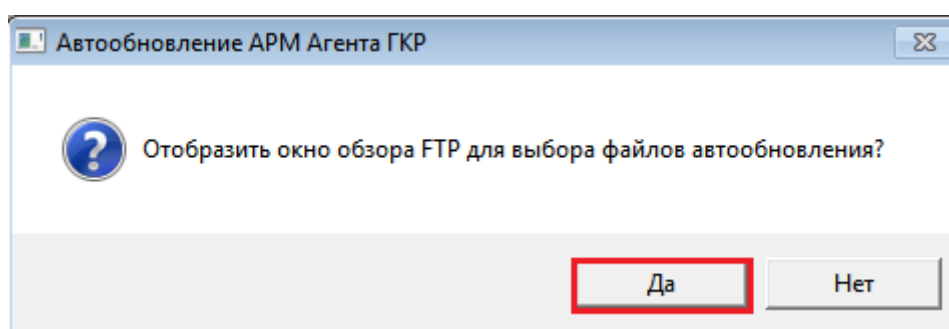 Автообновление АРМ Агента ГКР
Отобразить окно обзора FTP для выбора файлов автообновления?
Да
Нет